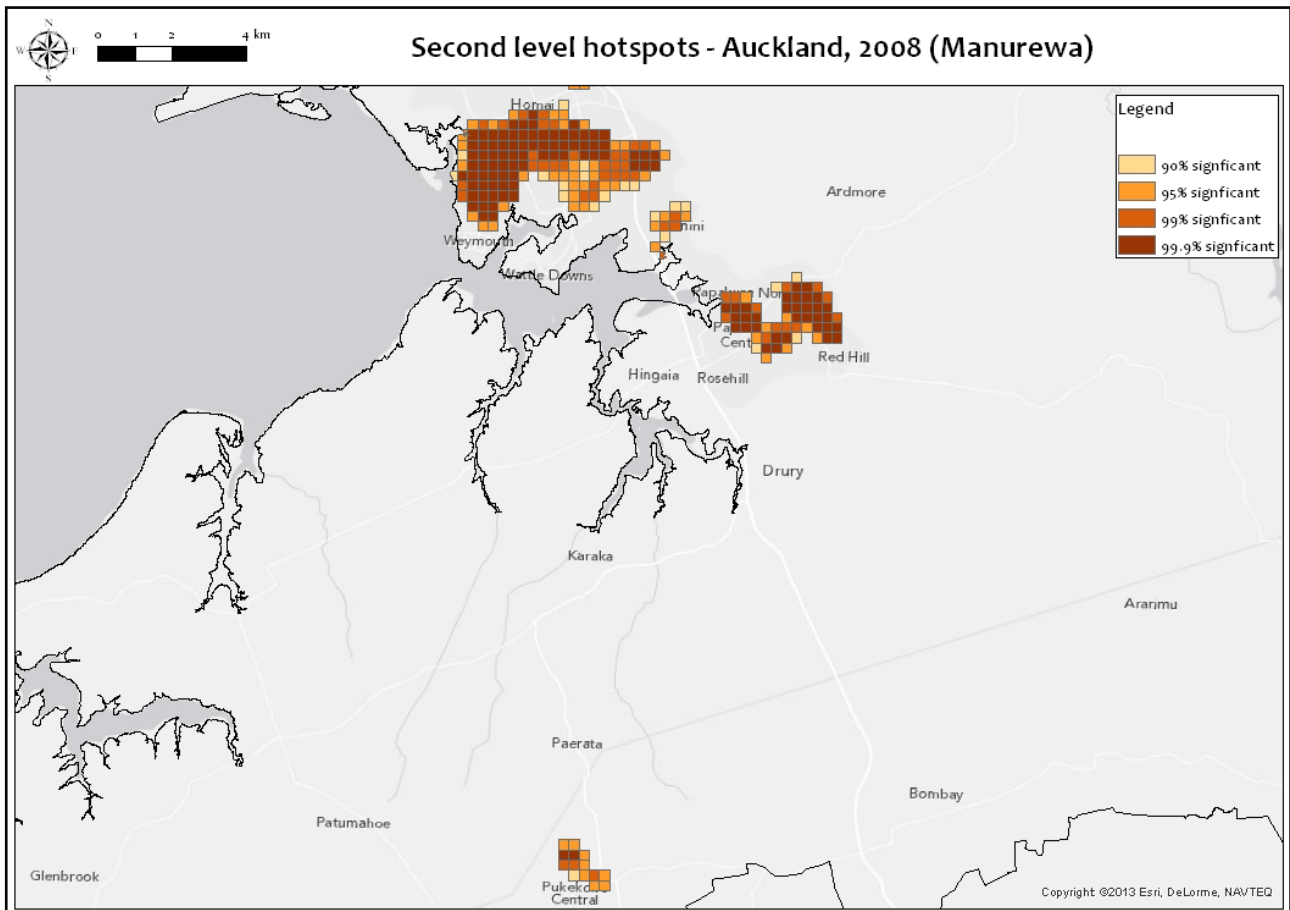 N
W E
S
0 1 2 4 km
Second level hotspots - Auckland, 2008 (Manurewa)
Legend
90% signficant
95% signficant
99% signficant
99.9% signficant
Homai
Ardmore
Weymouth
Wattle Downs
Red Hill
Hingaia
Rosehill
Drury
Karaka
Ararimu
Paerata
Bombay
Patumahoe
Glenbrook
Central
Copyright ©2013 Esri, DeLorme, NAVTEQ